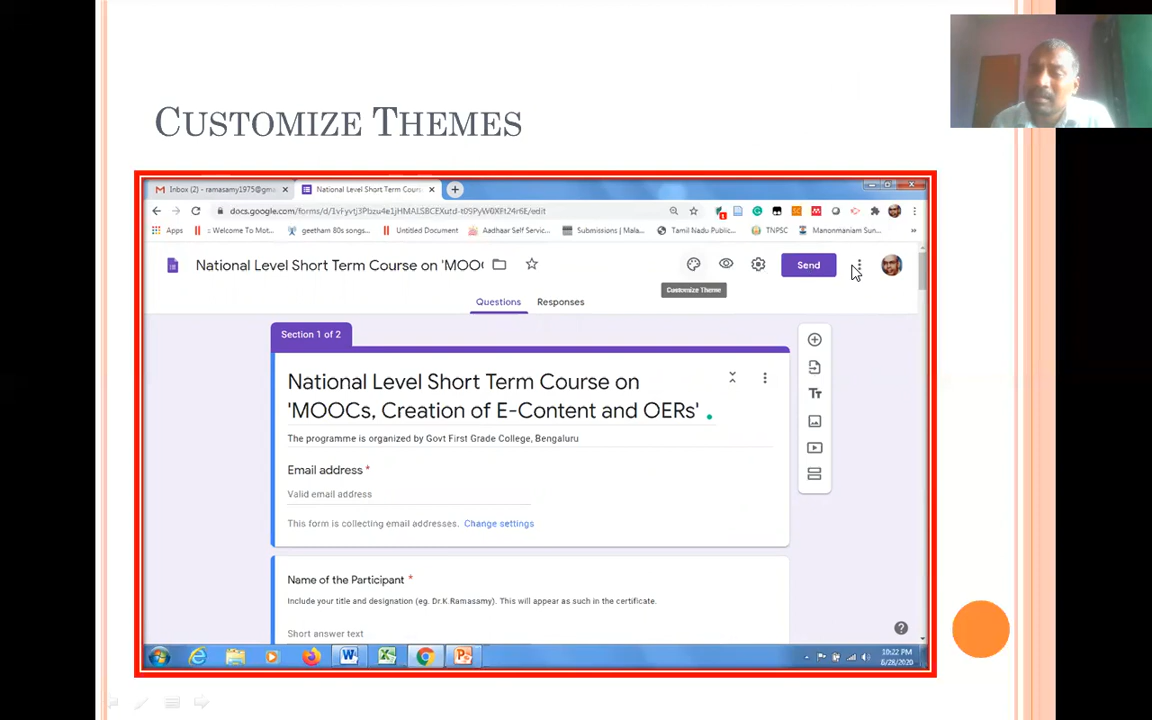 CUSTOMIZE THEMES
Inbox (2) - ramasamy1975@gm
National Level Short Term Cours
docs.google.com/forms/d/
/edit
Apps
:: Welcome To Mot...
geetham 80s songs...
Untitled Document
Aadhaar Self Servic...
Submissions | Mala...
Tamil Nadu Public...
TNPSC
Manonmaniam Sun...
National Level Short Term Course on 'MOOC
Send
Customize Theme
Questions
Responses
Section 1 of 2
National Level Short Term Course on
'MOOCs, Creation of E-Content and OERs' .
The programme is organized by Govt First Grade College, Bengaluru
Email address *
Valid email address
This form is collecting email addresses. Change settings
Name of the Participant *
Include your title and designation (eg. Dr.K Ramasamy). This will appear as such in the certificate.
Short answer text
10:22 PM
6/28/2020